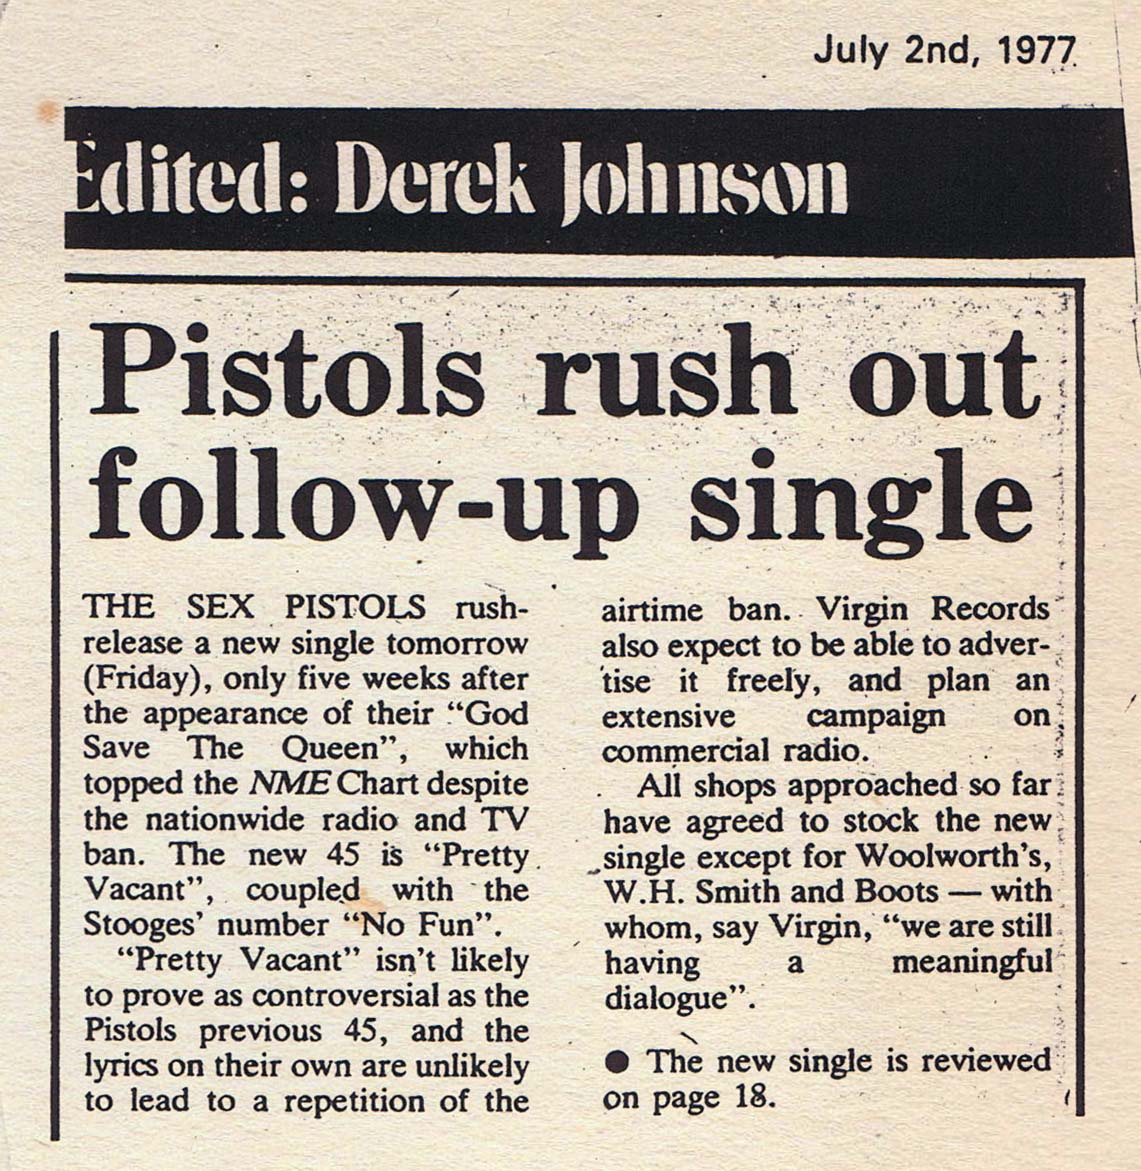 July 2nd, 1977
Edited: Derek Johnson
Pistols rush out
follow-up single
THE SEX PISTOLS rush-
release a new single tomorrow
(Friday), only five weeks after
the appearance of their “God
Save The Queen”, which
topped the NME Chart despite
the nationwide radio and TV
ban. The new 45 is “Pretty
Vacant”, coupled with the
Stooges’ number “No Fun”.
“Pretty Vacant” isn’t likely
to prove as controversial as the
Pistols previous 45, and the
lyrics on their own are unlikely
to lead to a repetition of the
airtime ban. Virgin Records
also expect to be able to adver-
tise it freely, and plan an
extensive campaign on
commercial radio.
All shops approached so far
have agreed to stock the new
single except for Woolworth’s,
W.H. Smith and Boots — with
whom, say Virgin, “we are still
having a meaningful
dialogue”.
● The new single is reviewed
on page 18.